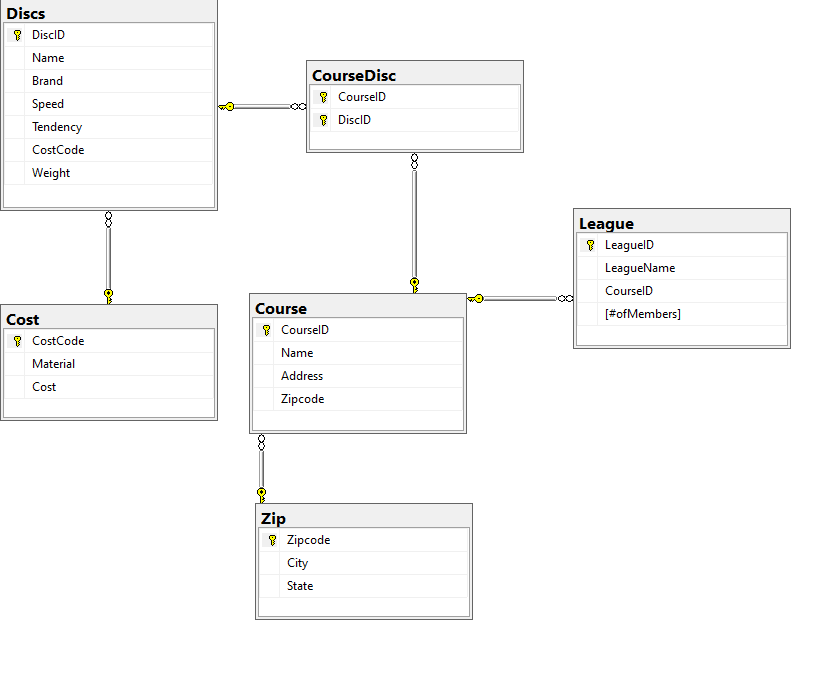 Discs
DiscID
Name
Brand
Speed
Tendency
CostCode
Weight
CourseDisc
CourseID
DiscID
League
LeagueID
LeagueName
CourseID
[#ofMembers]
Cost
CostCode
Material
Cost
Course
CourseID
Name
Address
Zipcode
Zip
Zipcode
City
State